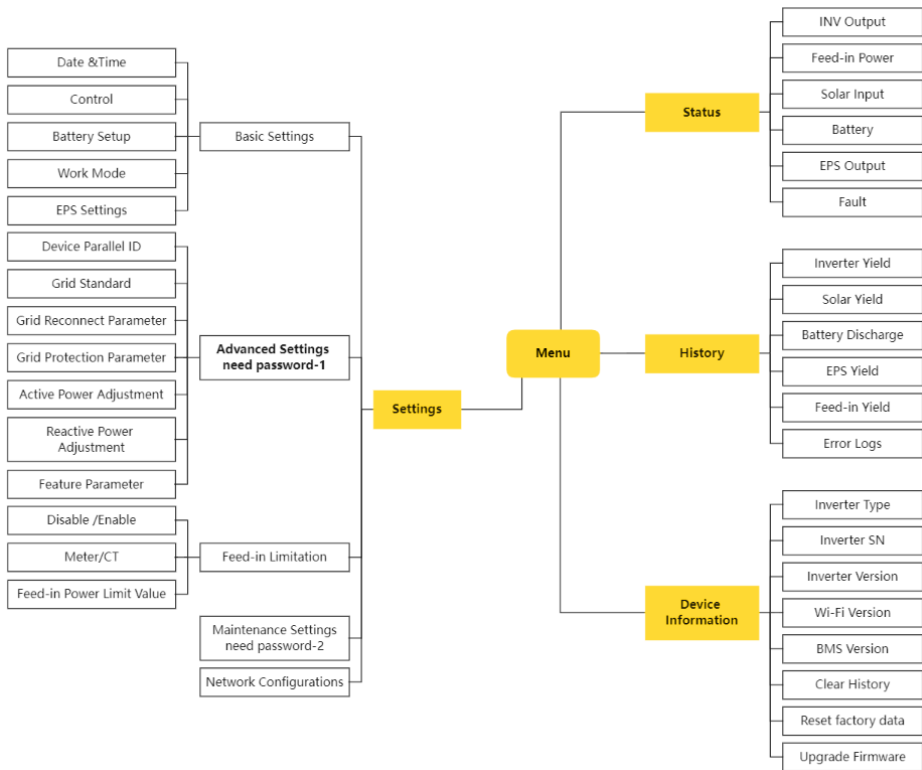 Date &Time
Control
Battery Setup
Work Mode
EPS Settings
Basic Settings
Device Parallel ID
Grid Standard
Grid Reconnect Parameter
Grid Protection Parameter
Active Power Adjustment
Reactive Power
Adjustment
Feature Parameter
Advanced Settings
need password-1
Disable /Enable
Meter/CT
Feed-in Power Limit Value
Feed-in Limitation
Maintenance Settings
need password-2
Network Configurations
Settings
Menu
Status
INV Output
Feed-in Power
Solar Input
Battery
EPS Output
Fault
History
Inverter Yield
Solar Yield
Battery Discharge
EPS Yield
Feed-in Yield
Error Logs
Device
Information
Inverter Type
Inverter SN
Inverter Version
Wi-Fi Version
BMS Version
Clear History
Reset factory data
Upgrade Firmware